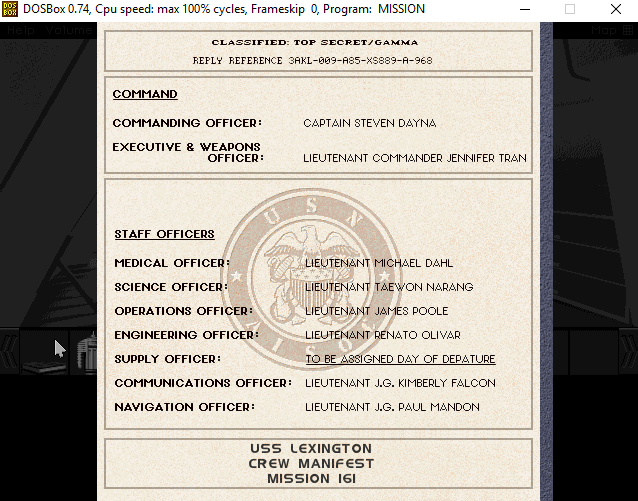 DOSBox 0.74, Cpu speed: max 100% cycles, Frameskip 0, Program: MISSION
Help Volume Map
CLASSIFIED: TOP SECRET/GAMMA
REPLY REFERENCE 3AKL-009-A85-XS889-A-968
COMMAND
COMMANDING OFFICER: CAPTAIN STEVEN DAYNA
EXECUTIVE & WEAPONS
OFFICER: LIEUTENANT COMMANDER JENNIFER TRAN
USN
STAFF OFFICERS
MEDICAL OFFICER: LIEUTENANT MICHAEL DAHL
SCIENCE OFFICER: LIEUTENANT TAEWON NARANG
OPERATIONS OFFICER: LIEUTENANT JAMES POOLE
ENGINEERING OFFICER: LIEUTENANT RENATO OLIVAR
SUPPLY OFFICER: TO BE ASSIGNED DAY OF DEPATURE
COMMUNICATIONS OFFICER: LIEUTENANT J.G. KIMBERLY FALCON
NAVIGATION OFFICER: LIEUTENANT J.G. PAUL MANDON
USS LEXINGTON
CREW MANIFEST
MISSION 161